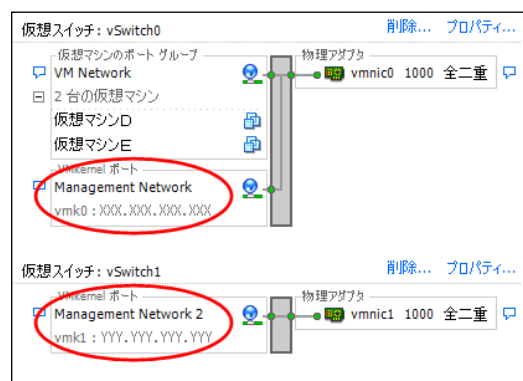 仮想スイッチ: vSwitch0
削除... プロパティ...
仮想マシンのポート グループ
物理アダプタ
VM Network
vmnic0 1000 全二重
2 台の仮想マシン
仮想マシンD
仮想マシンE
VMkernel ポート
Management Network
vmk0 : XXX.XXX.XXX.XXX
仮想スイッチ: vSwitch1
削除... プロパティ...
VMkernel ポート
物理アダプタ
Management Network 2
vmnic1 1000 全二重
vmk1 : YYY.YYY.YYY.YYY